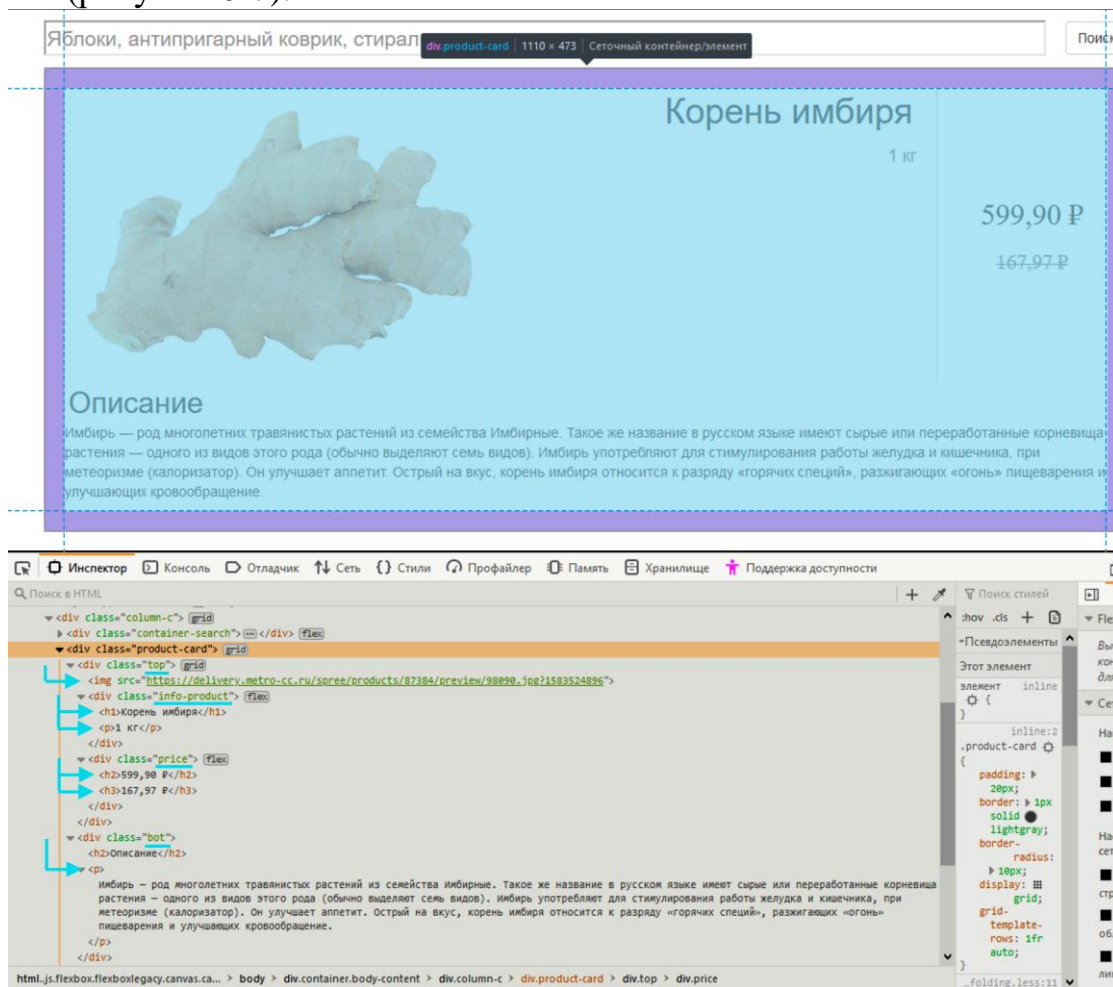 Яблоки, антипригарный коврик, стирал
div.product-card | 1110 × 473 | Сеточный контейнер/элемент
Поиск
Корень имбиря
1 кг
599,90 ₽
167,97 ₽
Описание
Имбирь — род многолетних травянистых растений из семейства Имбирные. Такое же название в русском языке имеют сырые или переработанные корневища
растения — одного из видов этого рода (обычно выделяют семь видов). Имбирь употребляют для стимулирования работы желудка и кишечника, при
метеоризме (калоризатор). Он улучшает аппетит. Острый на вкус, корень имбиря относится к разряду «горячих специй», разжигающих «огонь» пищеварения и
улучшающих кровообращение.
Инспектор Консоль Отладчик Сеть Стили Профайлер Память Хранилище Поддержка доступности
Поиск в HTML
<div class="column-c"> grid
<div class="container-search"></div> flex
<div class="product-card"> grid
<div class="top"> grid
<img src="https://delivery.metro-cc.ru/spree/products/87384/preview/98090.jpg?1583524896">
<div class="info-product"> flex
<h1>Корень имбиря</h1>
<p>1 кг</p>
</div>
<div class="price"> flex
<h2>599,90 ₽</h2>
<h3>167,97 ₽</h3>
</div>
</div>
<div class="bot">
<h2>Описание</h2>
<p>
Имбирь — род многолетних травянистых растений из семейства Имбирные. Такое же название в русском языке имеют сырые или переработанные корневища
растения — одного из видов этого рода (обычно выделяют семь видов). Имбирь употребляют для стимулирования работы желудка и кишечника, при
метеоризме (калоризатор). Он улучшает аппетит. Острый на вкус, корень имбиря относится к разряду «горячих специй», разжигающих «огонь»
пищеварения и улучшающих кровообращение.
</p>
</div>
html.js.flexbox.flexboxlegacy.canvas.ca... > body > div.container.body-content > div.column-c > div.product-card > div.top > div.price
Поиск стилей
:hov .cls +
Псевдоэлементы
Этот элемент
элемент inline
{
}
inline:2
.product-card
{
padding:
20px;
border: 1px
solid
lightgray;
border-
radius:
10px;
display:
grid;
grid-
template-
rows: 1fr
auto;
}
_folding.less:11